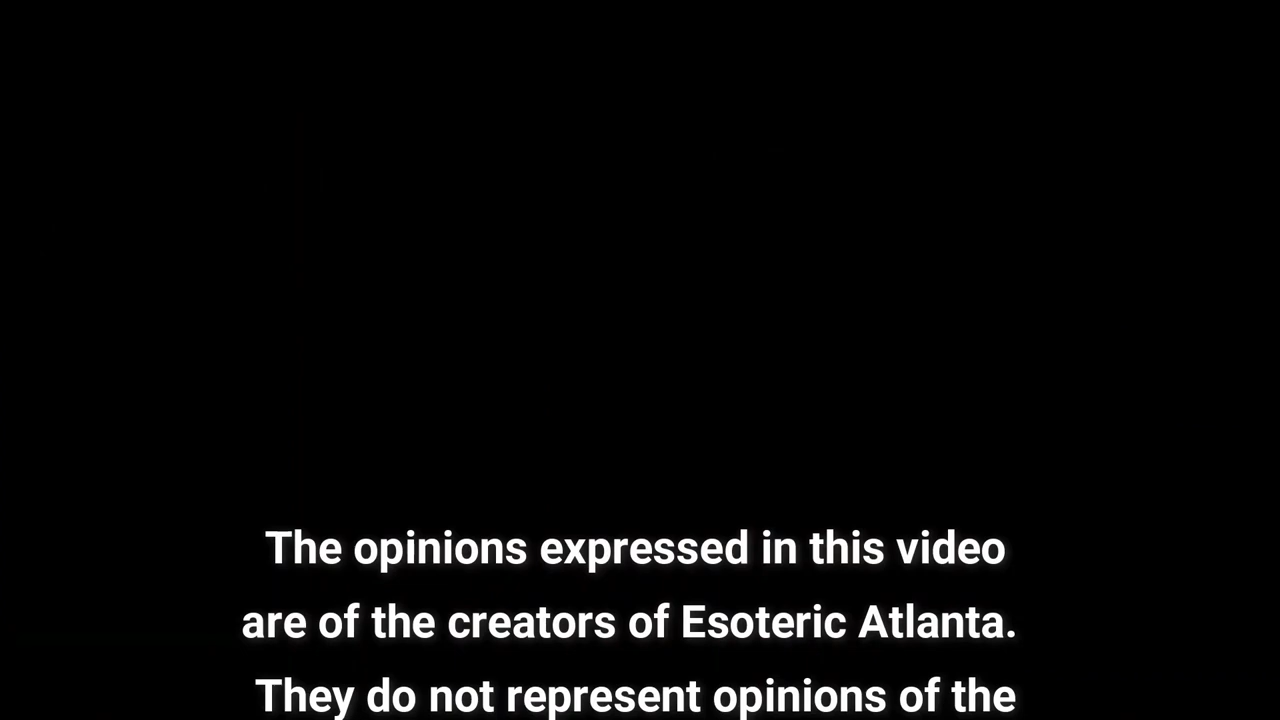 The opinions expressed in this video
are of the creators of Esoteric Atlanta.
They do not represent opinions of the